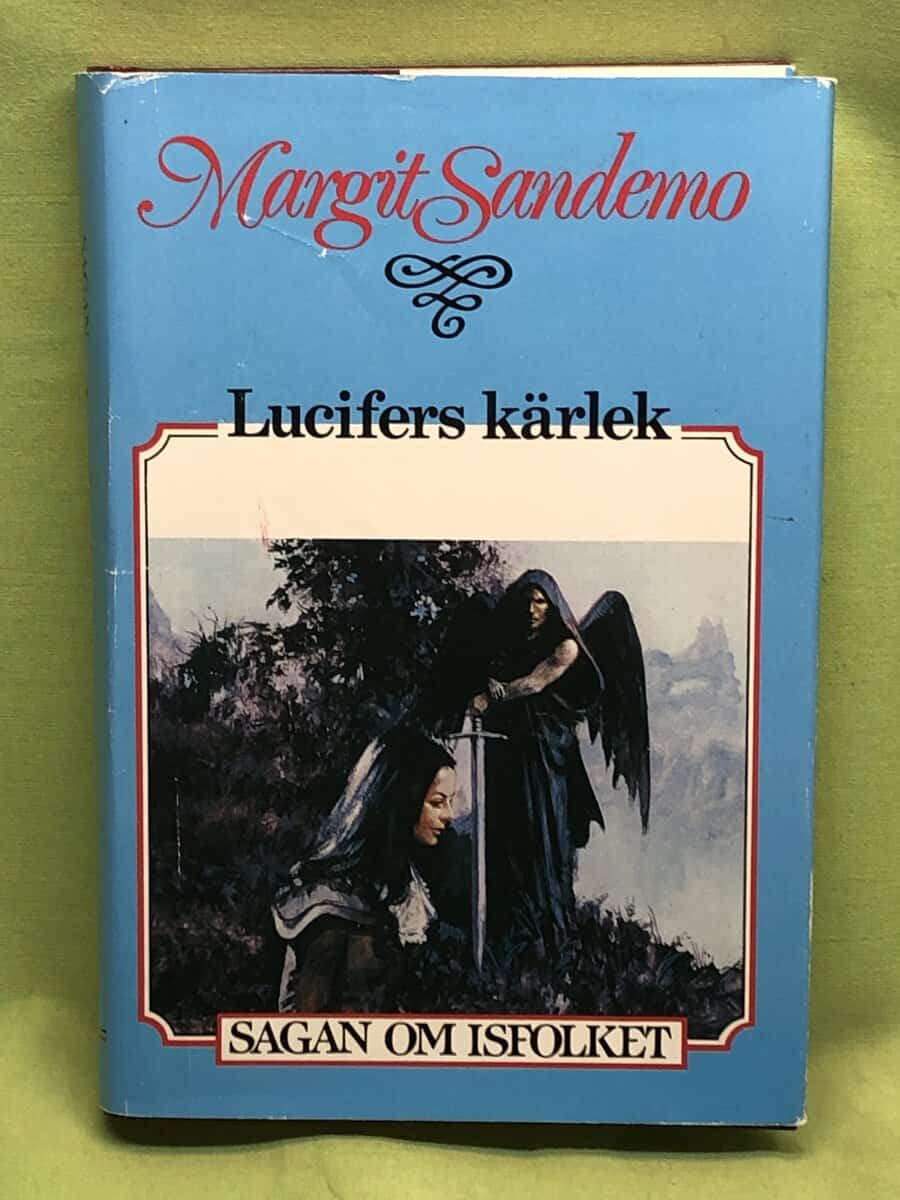 Margit Sandemo
Lucifers kärlek
SAGAN OM ISFOLKET